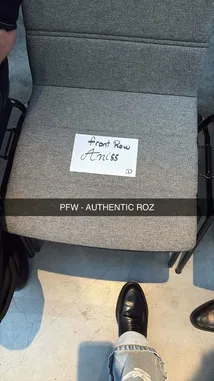 front Row
Aniss
PFW - AUTHENTIC ROZ